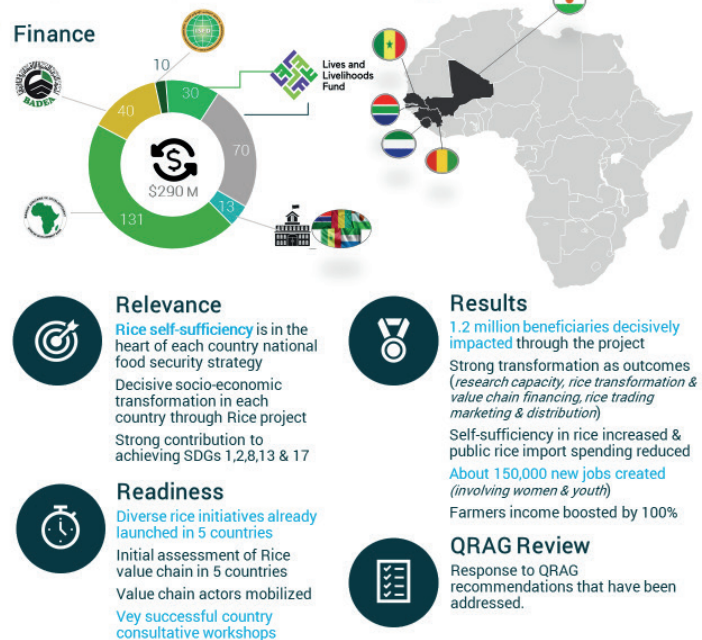 Finance
10
30
Lives and
Livelihoods
Fund
BADEA
40
70
$
$290 M
131
13
Relevance
Rice self-sufficiency is in the
heart of each country national
food security strategy
Decisive socio-economic
transformation in each
country through Rice project
Strong contribution to
achieving SDGs 1,2,8,13 & 17
Readiness
Diverse rice initiatives already
launched in 5 countries
Initial assessment of Rice
value chain in 5 countries
Value chain actors mobilized
Vey successful country
consultative workshops
Results
1.2 million beneficiaries decisively
impacted through the project
Strong transformation as outcomes
(research capacity, rice transformation &
value chain financing, rice trading
marketing & distribution)
Self-sufficiency in rice increased &
public rice import spending reduced
About 150,000 new jobs created
(involving women & youth)
Farmers income boosted by 100%
QRAG Review
Response to QRAG
recommendations that have been
addressed.